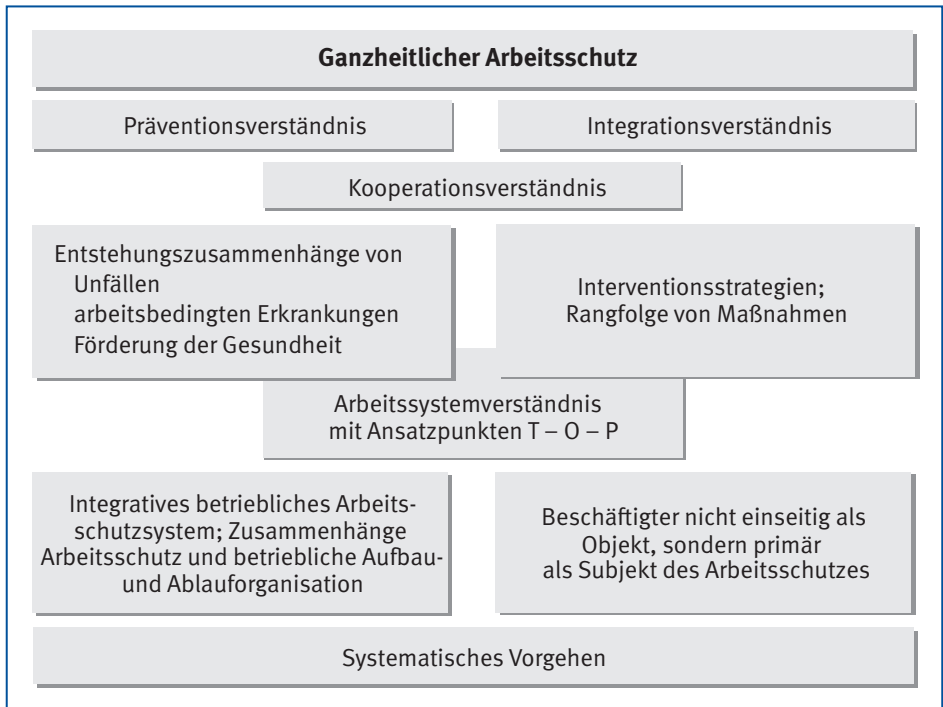 Ganzheitlicher Arbeitsschutz
Präventionsverständnis
Integrationsverständnis
Kooperationsverständnis
Entstehungszusammenhänge von
Unfällen
arbeitsbedingten Erkrankungen
Förderung der Gesundheit
Interventionsstrategien;
Rangfolge von Maßnahmen
Arbeitssystemverständnis
mit Ansatzpunkten T – O – P
Integratives betriebliches Arbeits-
schutzsystem; Zusammenhänge
Arbeitsschutz und betriebliche Aufbau-
und Ablauforganisation
Beschäftigter nicht einseitig als
Objekt, sondern primär
als Subjekt des Arbeitsschutzes
Systematisches Vorgehen